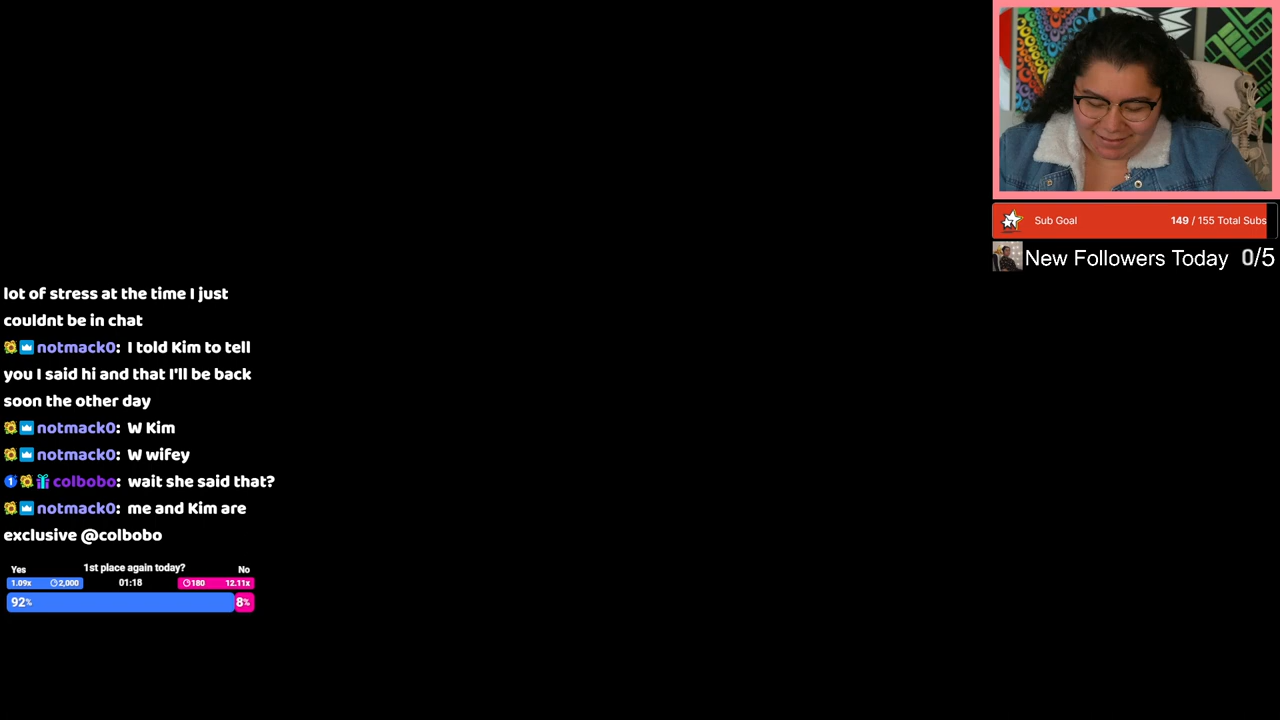 Sub Goal 149 / 155 Total Subs
New Followers Today 0/5
lot of stress at the time I just
couldnt be in chat
notmack0: I told Kim to tell
you I said hi and that I'll be back
soon the other day
notmack0: W Kim
notmack0: W wifey
1 colbobo: wait she said that?
notmack0: me and Kim are
exclusive @colbobo
Yes 1st place again today? No
1.09x 2,000 01:18 180 12.11x
92% 8%